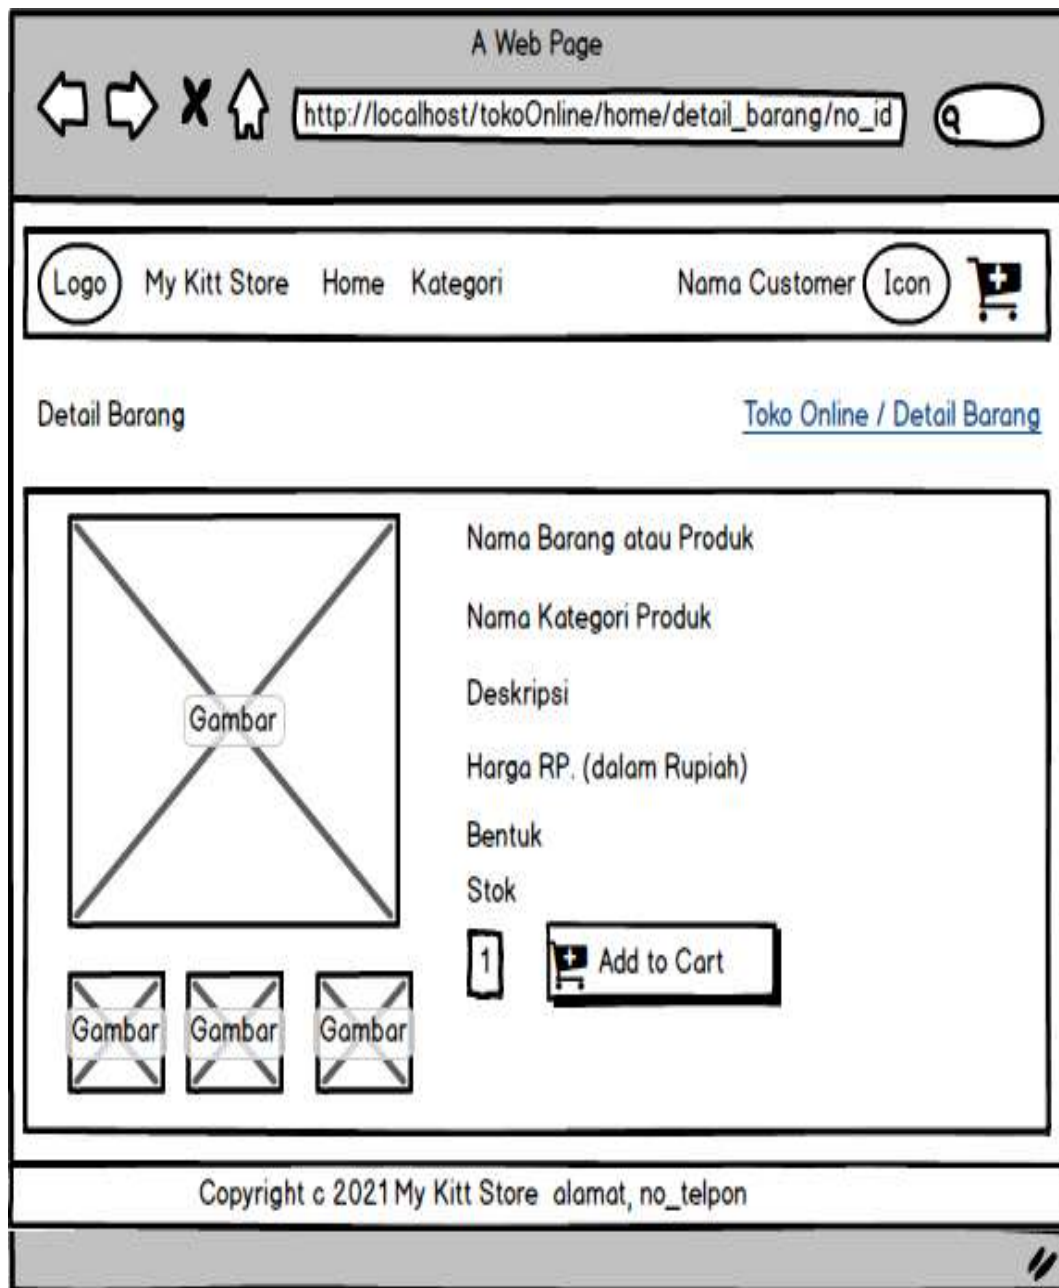 A Web Page
http://localhost/tokoOnline/home/detail_barang/no_id
Logo My Kitt Store Home Kategori Nama Customer Icon
Detail Barang Toko Online / Detail Barang
Nama Barang atau Produk
Nama Kategori Produk
Deskripsi
Gambar
Harga RP. (dalam Rupiah)
Bentuk
Stok
1 Add to Cart
Gambar Gambar Gambar
Copyright c 2021 My Kitt Store alamat, no_telpon